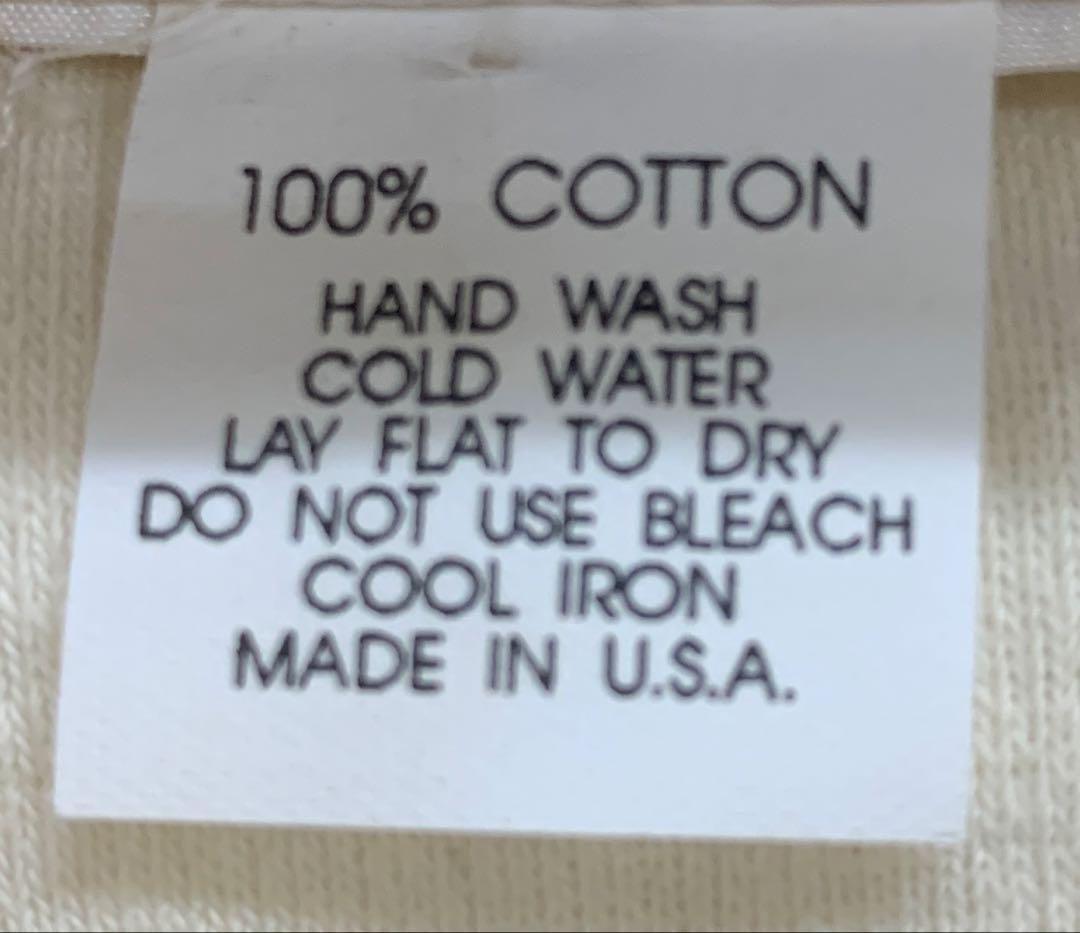 100% COTTON
HAND WASH
COLD WATER
LAY FLAT TO DRY
DO NOT USE BLEACH
COOL IRON
MADE IN U.S.A.